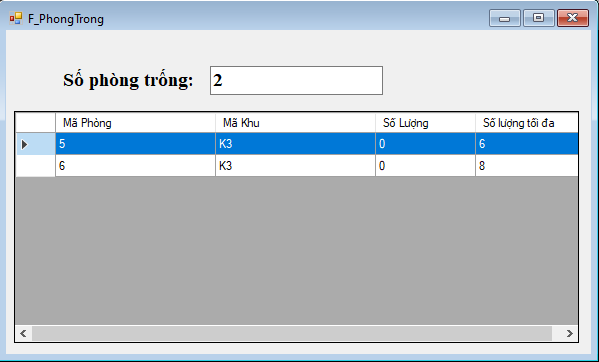 F_PhongTrong
Số phòng trống: 2
Mã Phòng Mã Khu Số Lượng Số lượng tối đa
5 K3 0 6
6 K3 0 8